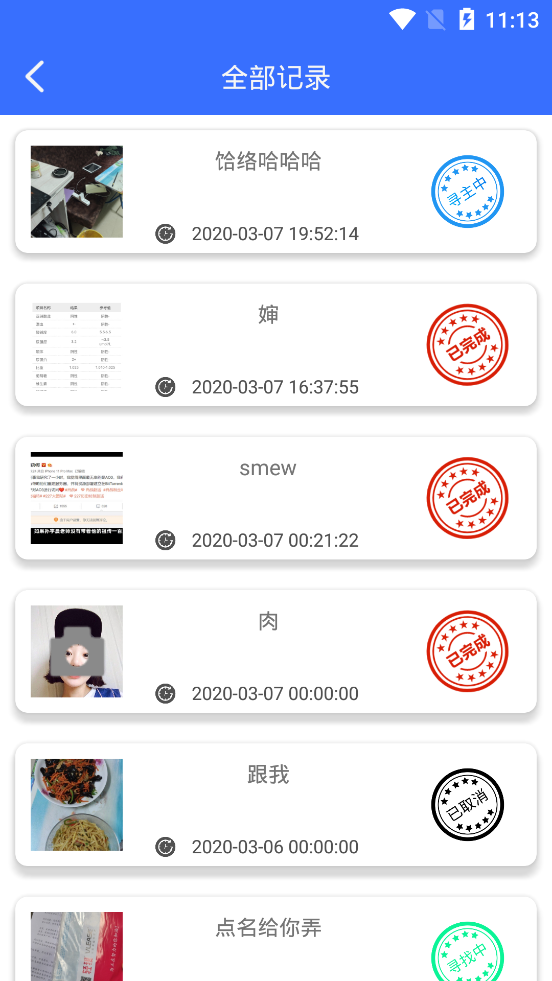 11:13
全部记录
饸络哈哈哈
寻主中
2020-03-07 19:52:14
婶
已完成
2020-03-07 16:37:55
smew
已完成
2020-03-07 00:21:22
肉
已完成
2020-03-07 00:00:00
跟我
已取消
2020-03-06 00:00:00
点名给你弄
寻找中